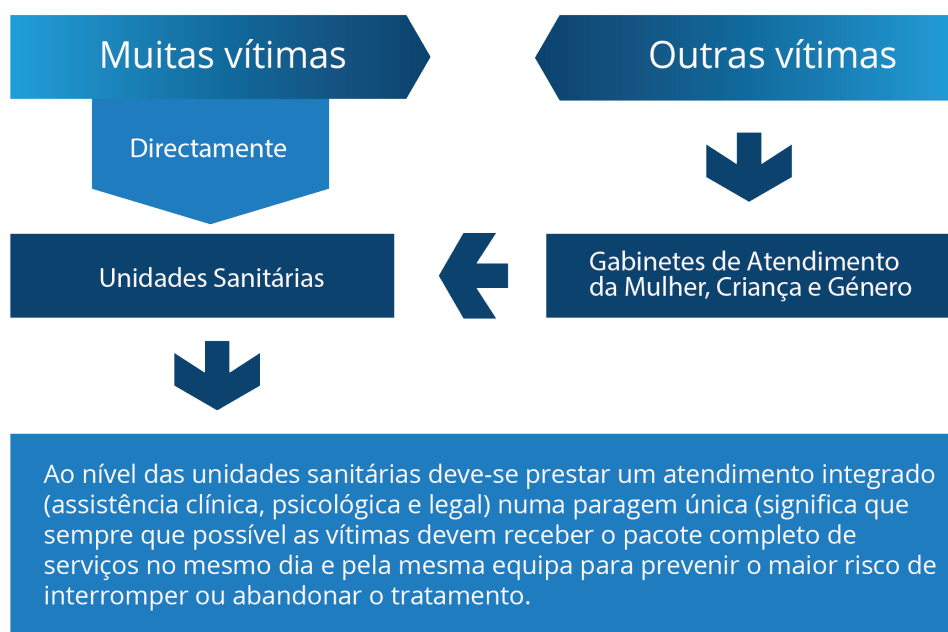 Muitas vítimas
Outras vítimas
Directamente
Unidades Sanitárias
Gabinetes de Atendimento
da Mulher, Criança e Género
Ao nível das unidades sanitárias deve-se prestar um atendimento integrado
(assistência clínica, psicológica e legal) numa paragem única (significa que
sempre que possível as vítimas devem receber o pacote completo de
serviços no mesmo dia e pela mesma equipa para prevenir o maior risco de
interromper ou abandonar o tratamento.